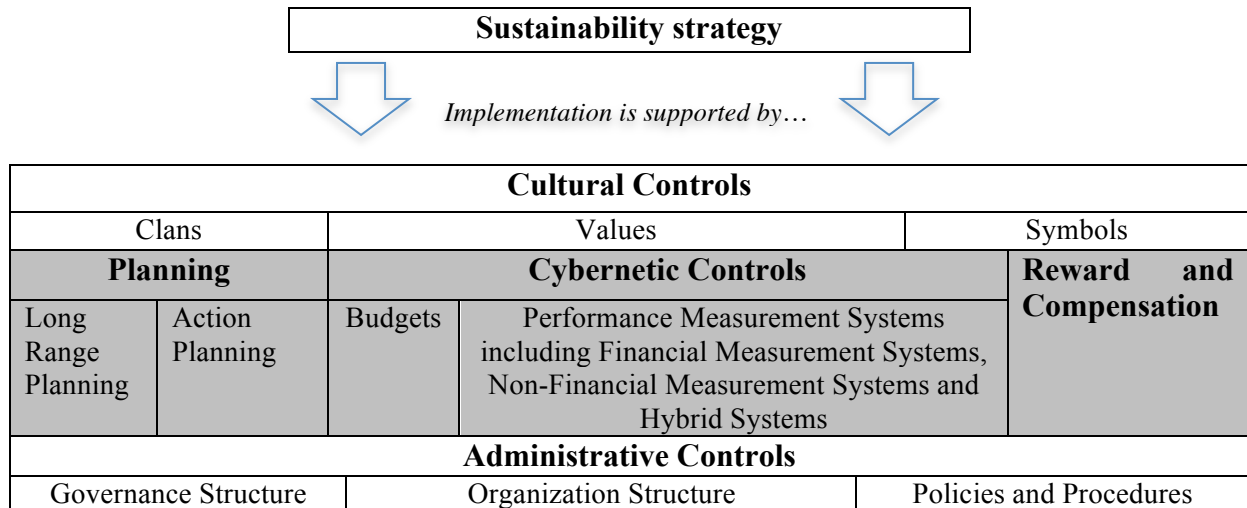 Sustainability strategy
Implementation is supported by…
Cultural Controls
Clans
Values
Symbols
Planning
Cybernetic Controls
Reward and
Compensation
Long
Range
Planning
Action
Planning
Budgets
Performance Measurement Systems
including Financial Measurement Systems,
Non-Financial Measurement Systems and
Hybrid Systems
Administrative Controls
Governance Structure
Organization Structure
Policies and Procedures